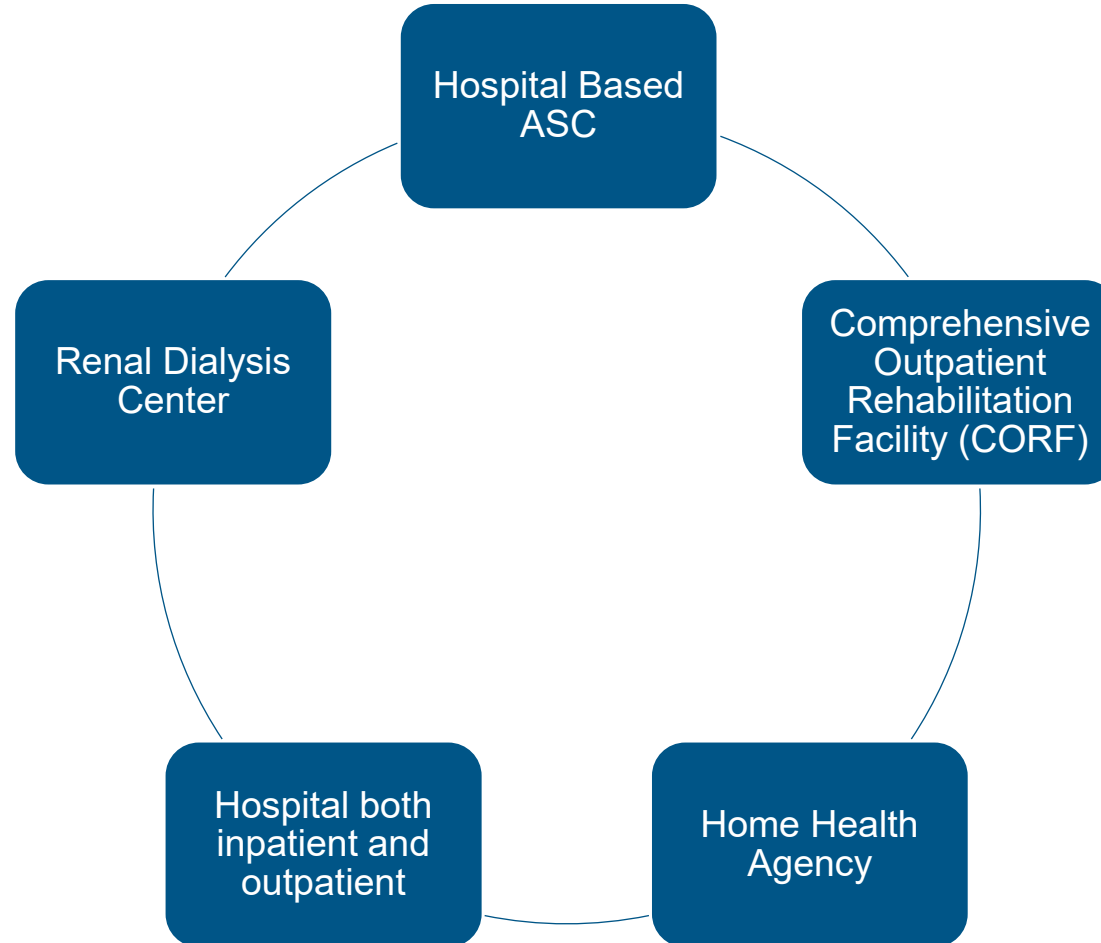 Hospital Based
ASC
Comprehensive
Outpatient
Rehabilitation
Facility (CORF)
Home Health
Agency
Hospital both
inpatient and
outpatient
Renal Dialysis
Center